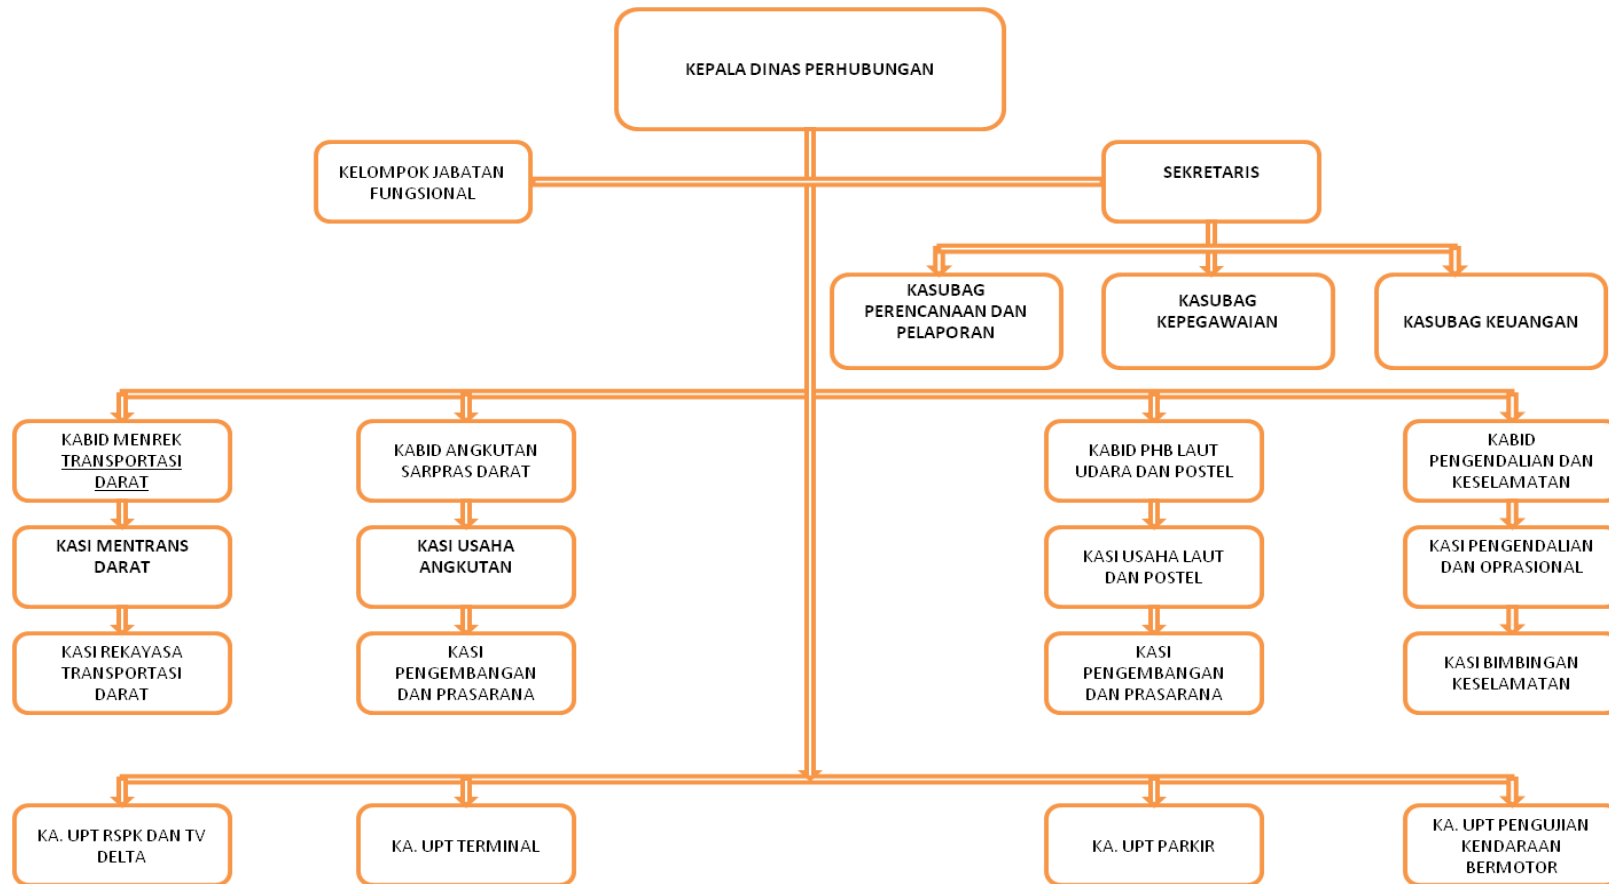 KEPALA DINAS PERHUBUNGAN
KELOMPOK JABATAN
FUNGSIONAL
SEKRETARIS
KASUBAG
PERENCANAAN DAN
PELAPORAN
KASUBAG
KEPEGAWAIAN
KASUBAG KEUANGAN
KABID MENREK
TRANSPORTASI
DARAT
KABID ANGKUTAN
SARPRAS DARAT
KABID PHB LAUT
UDARA DAN POSTEL
KABID
PENGENDALIAN DAN
KESELAMATAN
KASI MENTRANS
DARAT
KASI USAHA
ANGKUTAN
KASI USAHA LAUT
DAN POSTEL
KASI PENGENDALIAN
DAN OPRASIONAL
KASI REKAYASA
TRANSPORTASI
DARAT
KASI
PENGEMBANGAN
DAN PRASARANA
KASI
PENGEMBANGAN
DAN PRASARANA
KASI BIMBINGAN
KESELAMATAN
KA. UPT RSPK DAN TV
DELTA
KA. UPT TERMINAL
KA. UPT PARKIR
KA. UPT PENGUJIAN
KENDARAAN
BERMOTOR